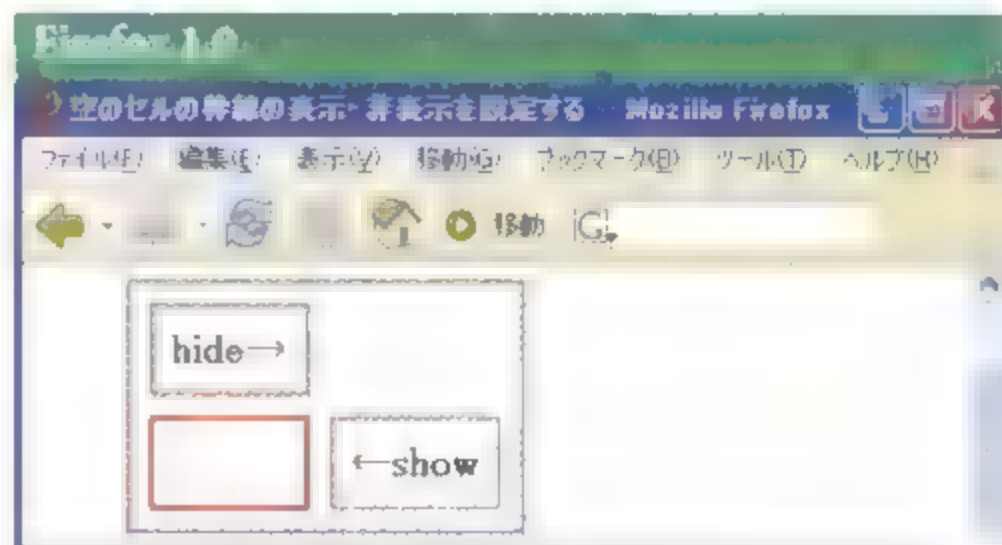 Firefox 1.0
空のセルの枠線の表示・非表示を設定する - Mozilla Firefox
ファイル(F) 編集(E) 表示(V) 移動(G) ブックマーク(B) ツール(T) ヘルプ(H)
移動 G
hide→
←show